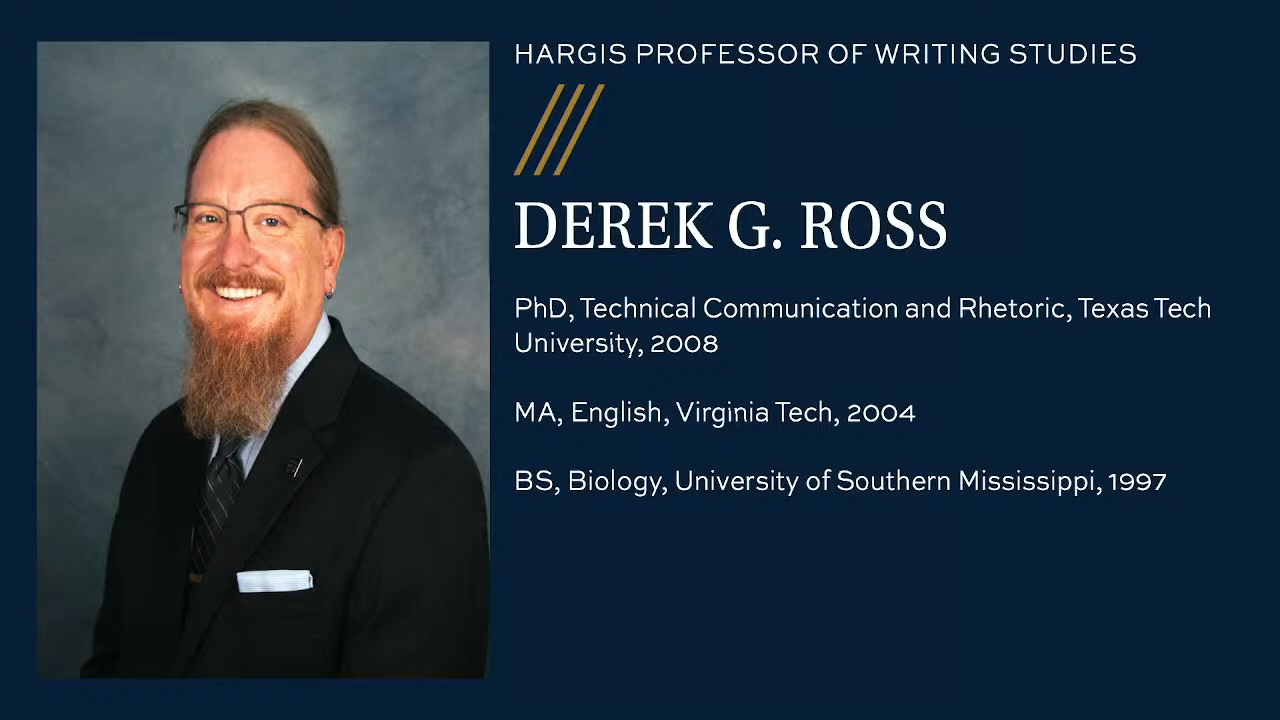 HARGIS PROFESSOR OF WRITING STUDIES
DEREK G. ROSS
PhD, Technical Communication and Rhetoric, Texas Tech
University, 2008
MA, English, Virginia Tech, 2004
BS, Biology, University of Southern Mississippi, 1997